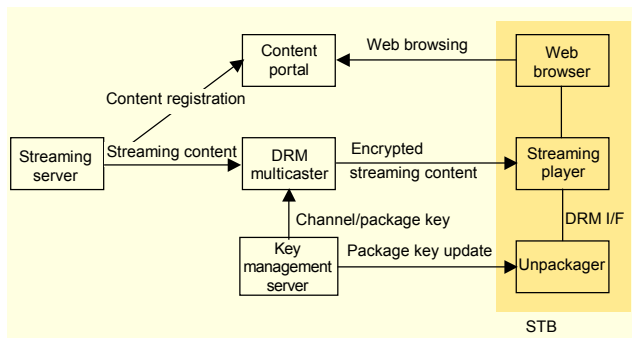 Content
portal
Web browsing
Web
browser
Content registration
Streaming
server
Streaming content
DRM
multicaster
Encrypted
streaming content
Streaming
player
Channel/package key
DRM I/F
Key
management
server
Package key update
Unpackager
STB